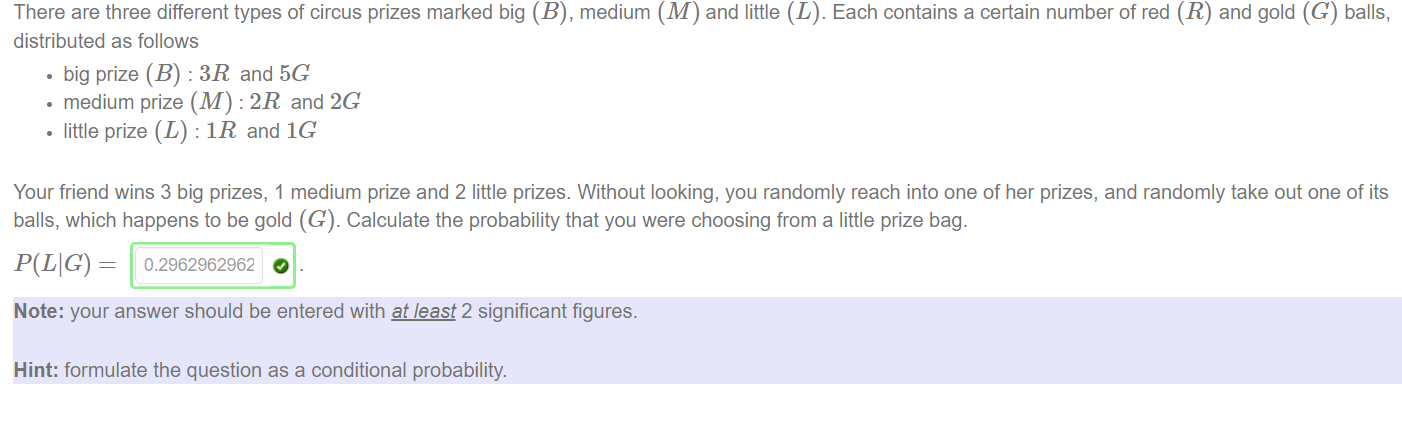 There are three different types of circus prizes marked big (B), medium (M) and little (L). Each contains a certain number of red (R) and gold (G) balls,
distributed as follows
• big prize (B) : 3R and 5G
• medium prize (M) : 2R and 2G
• little prize (L) : 1R and 1G
Your friend wins 3 big prizes, 1 medium prize and 2 little prizes. Without looking, you randomly reach into one of her prizes, and randomly take out one of its
balls, which happens to be gold (G). Calculate the probability that you were choosing from a little prize bag.
P(L|G) = 0.2962962962 .
Note: your answer should be entered with at least 2 significant figures.
Hint: formulate the question as a conditional probability.